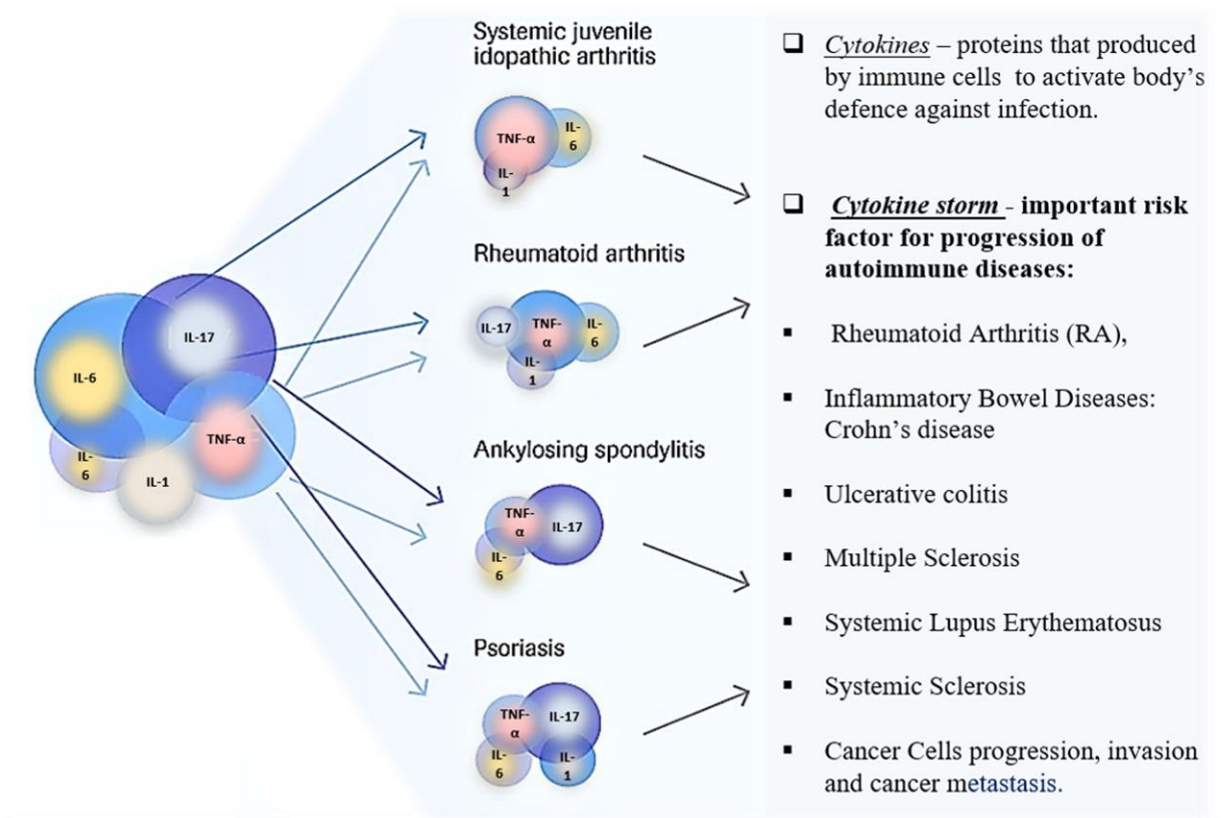 Systemic juvenile
idopathic arthritis
TNF-α
IL-
6
IL-
1
Rheumatoid arthritis
IL-17
TNF-
α
IL-
6
IL-
1
IL-17
IL-6
TNF-α
IL-
6
IL-1
Ankylosing spondylitis
TNF-
α
IL-17
IL-
6
Psoriasis
TNF-
α
IL-17
IL-
6
IL-
1
❑ Cytokines – proteins that produced
by immune cells to activate body’s
defence against infection.
❑ Cytokine storm - important risk
factor for progression of
autoimmune diseases:
▪ Rheumatoid Arthritis (RA),
▪ Inflammatory Bowel Diseases:
Crohn’s disease
▪ Ulcerative colitis
▪ Multiple Sclerosis
▪ Systemic Lupus Erythematosus
▪ Systemic Sclerosis
▪ Cancer Cells progression, invasion
and cancer metastasis.